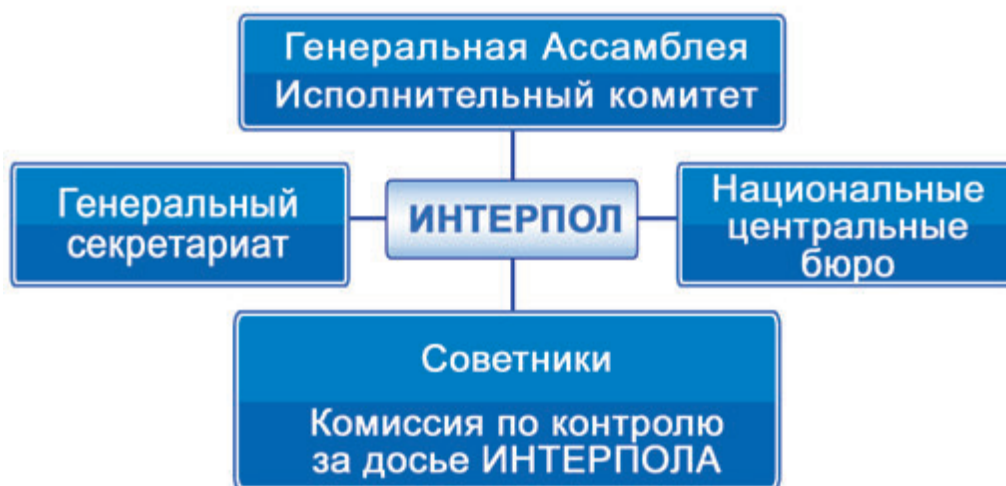 Генеральная Ассамблея
Исполнительный комитет
Генеральный
секретариат
ИНТЕРПОЛ
Национальные
центральные
бюро
Советники
Комиссия по контролю
за досье ИНТЕРПОЛА